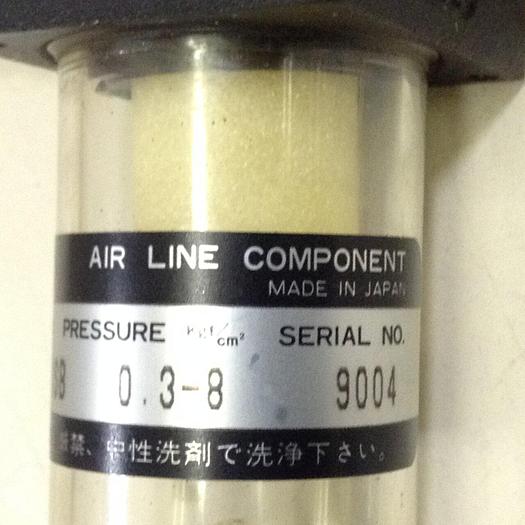 AIR LINE COMPONENT
MADE IN JAPAN
PRESSURE kgf/cm² SERIAL NO.
0.3-8 9004
禁、中性洗剤で洗浄下さい。